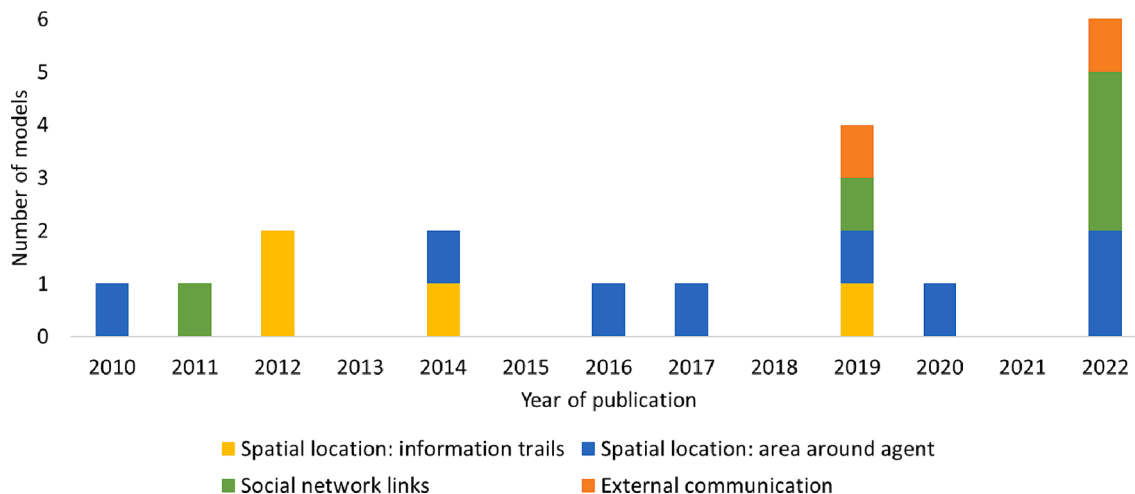 Number of models
6
5
4
3
2
1
0
2010 2011 2012 2013 2014 2015 2016 2017 2018 2019 2020 2021 2022
Year of publication
Spatial location: information trails Spatial location: area around agent
Social network links External communication